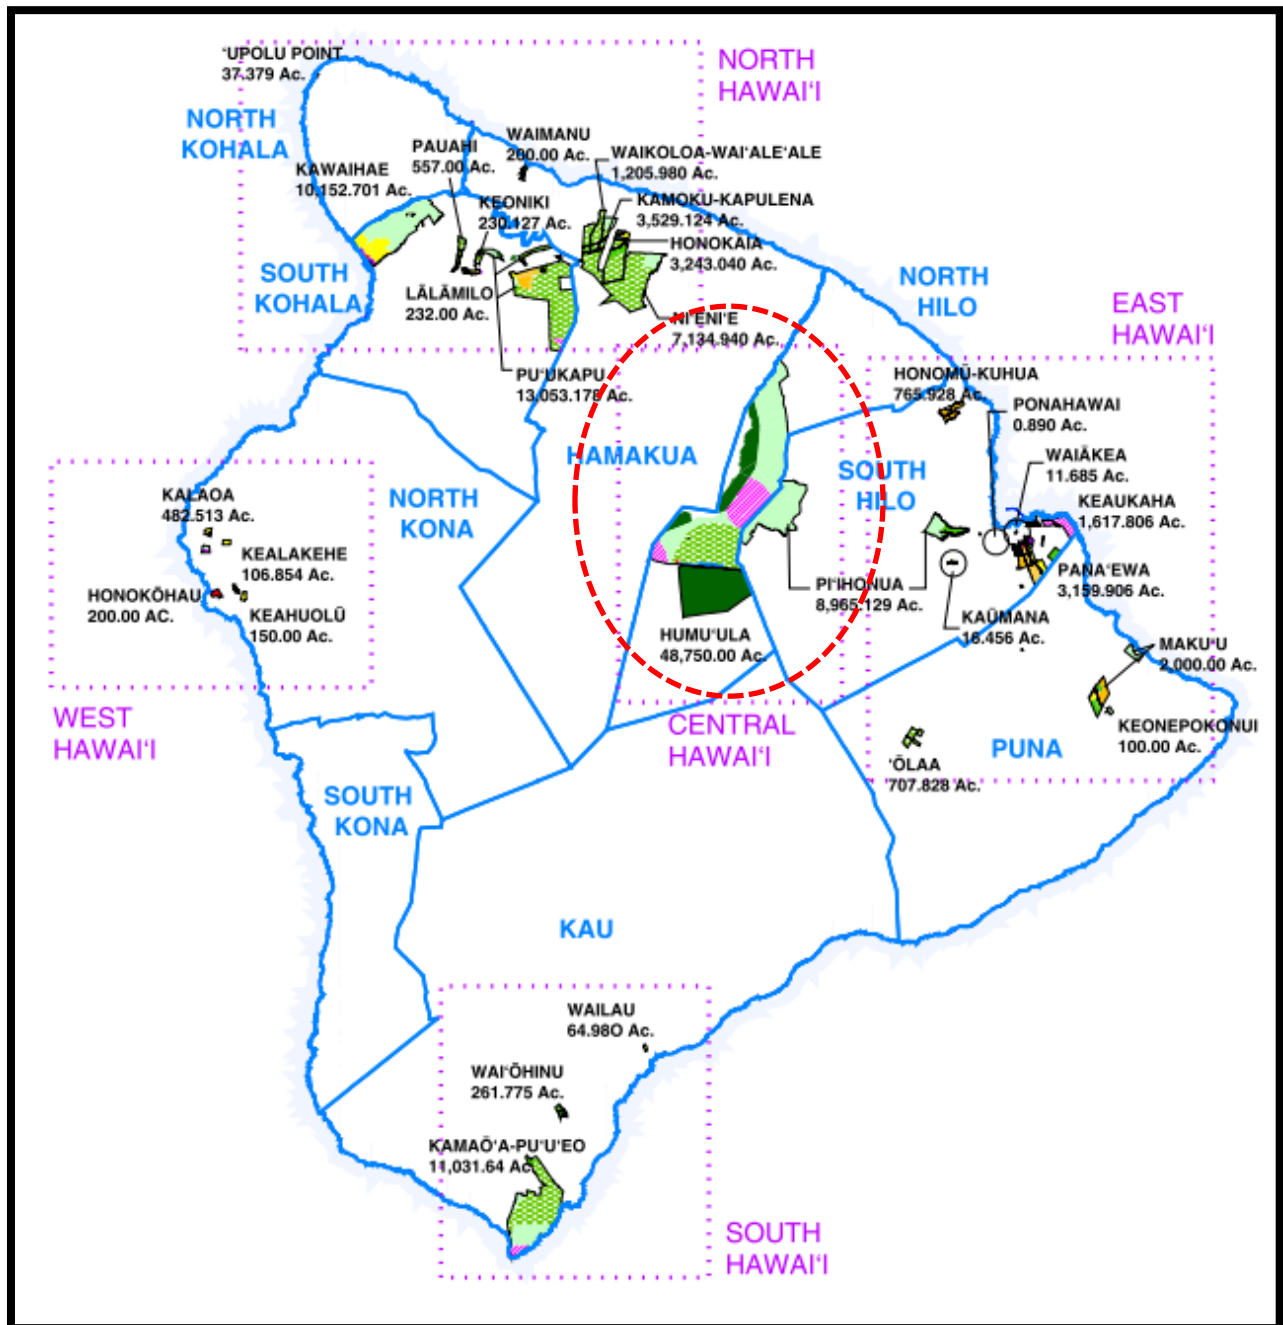 ʻUPOLU POINT
37.379 Ac.
NORTH
HAWAIʻI
NORTH
KOHALA
PAUAHI
557.00 Ac.
WAIMANU
200.00 Ac.
WAIKOLOA-WAIʻALEʻALE
1,205.980 Ac.
KAWAIHAE
10,152.701 Ac.
KEONIKI
230.127 Ac.
KAMOKU-KAPULENA
3,529.124 Ac.
HONOKAIA
3,243.040 Ac.
SOUTH
KOHALA
LĀLĀMILO
232.00 Ac.
NIʻENIʻE
7,134.940 Ac.
NORTH
HILO
EAST
HAWAIʻI
PUʻUKAPU
13,053.178 Ac.
HONOMŪ-KUHUA
765.928 Ac.
PONAHAWAI
0.890 Ac.
HAMAKUA
SOUTH
HILO
WAIĀKEA
11.685 Ac.
KEAUKAHA
1,617.806 Ac.
KALAOA
482.513 Ac.
NORTH
KONA
KEALAKEHE
106.854 Ac.
HONOKŌHAU
200.00 AC.
KEAHUOLŪ
150.00 Ac.
PIʻIHONUA
8,965.129 Ac.
PANAʻEWA
3,159.906 Ac.
KAŪMANA
16.456 Ac.
HUMUʻULA
48,750.00 Ac.
MAKUʻU
2,000.00 Ac.
WEST
HAWAIʻI
CENTRAL
HAWAIʻI
KEONEPOKONUI
100.00 Ac.
PUNA
ʻŌLAA
707.828 Ac.
SOUTH
KONA
KAU
WAILAU
64.98O Ac.
WAIʻŌHINU
261.775 Ac.
KAMAŌʻA-PUʻUʻEO
11,031.64 Ac.
SOUTH
HAWAIʻI